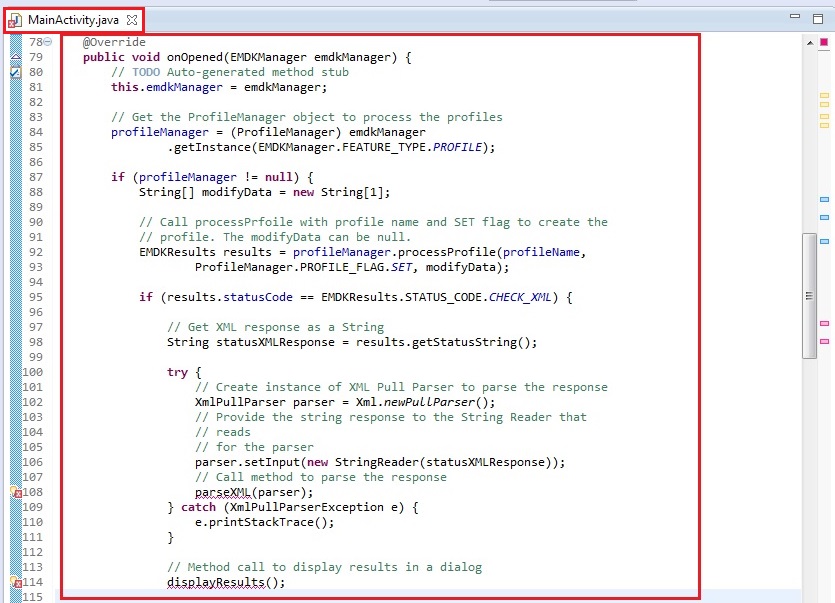 MainActivity.java
78 @Override
79 public void onOpened(EMDKManager emdkManager) {
80 // TODO Auto-generated method stub
81 this.emdkManager = emdkManager;
82
83 // Get the ProfileManager object to process the profiles
84 profileManager = (ProfileManager) emdkManager
85 .getInstance(EMDKManager.FEATURE_TYPE.PROFILE);
86
87 if (profileManager != null) {
88 String[] modifyData = new String[1];
89
90 // Call processPrfoile with profile name and SET flag to create the
91 // profile. The modifyData can be null.
92 EMDKResults results = profileManager.processProfile(profileName,
93 ProfileManager.PROFILE_FLAG.SET, modifyData);
94
95 if (results.statusCode == EMDKResults.STATUS_CODE.CHECK_XML) {
96
97 // Get XML response as a String
98 String statusXMLResponse = results.getStatusString();
99
100 try {
101 // Create instance of XML Pull Parser to parse the response
102 XmlPullParser parser = Xml.newPullParser();
103 // Provide the string response to the String Reader that
104 // reads
105 // for the parser
106 parser.setInput(new StringReader(statusXMLResponse));
107 // Call method to parse the response
108 parseXML(parser);
109 } catch (XmlPullParserException e) {
110 e.printStackTrace();
111 }
112
113 // Method call to display results in a dialog
114 displayResults();
115